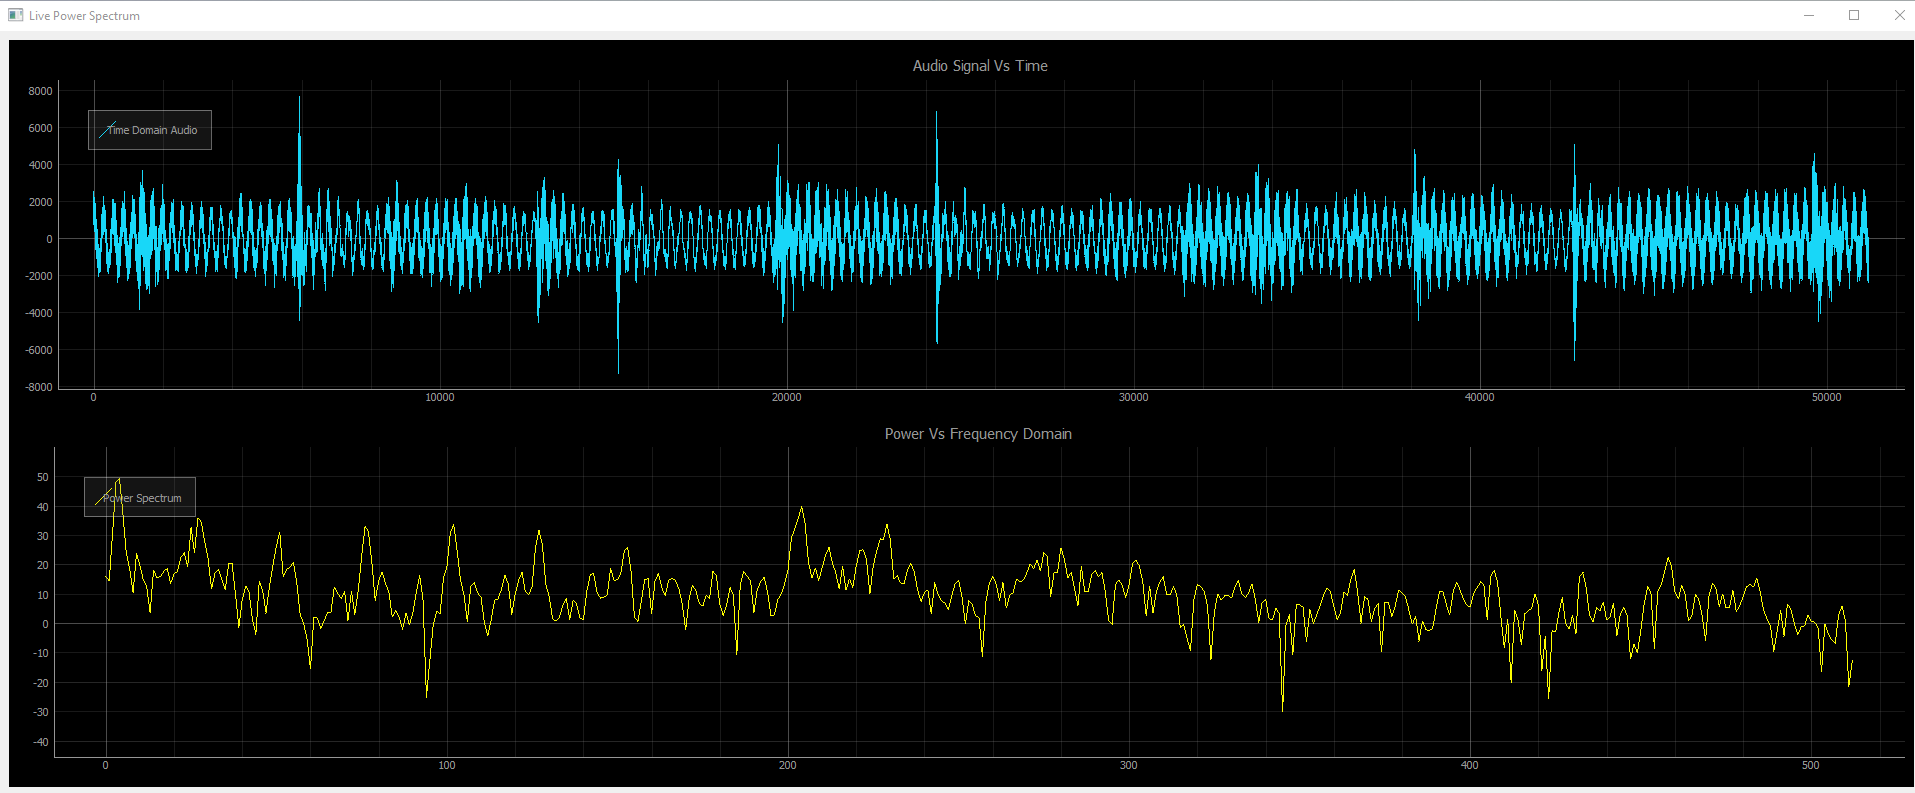 Live Power Spectrum
Audio Signal Vs Time
8000
6000
4000
2000
0
-2000
-4000
-6000
-8000
Time Domain Audio
0 10000 20000 30000 40000 50000
Power Vs Frequency Domain
50
40
30
20
10
0
-10
-20
-30
-40
Power Spectrum
0 100 200 300 400 500